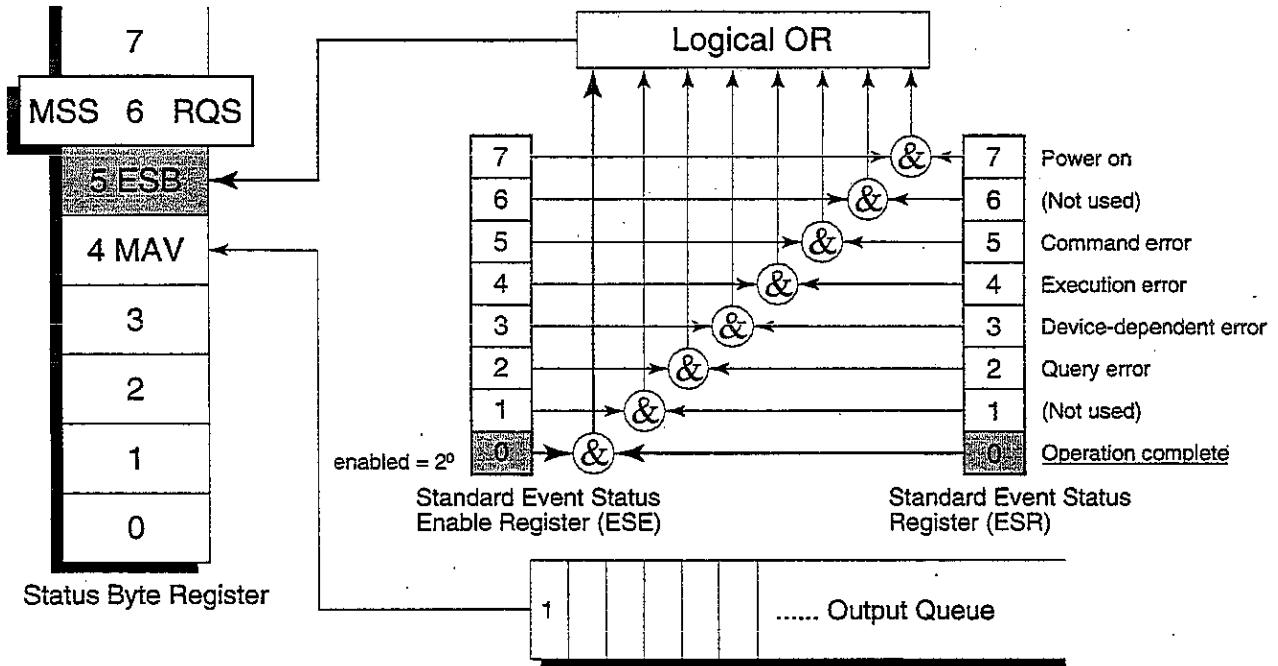 Logical OR
7
MSS 6 RQS
5 ESB
4 MAV
3
2
1
0
Status Byte Register
7
6
5
4
3
2
1
0
enabled = 2⁰
Standard Event Status
Enable Register (ESE)
&
&
&
&
&
&
&
&
7 Power on
6 (Not used)
5 Command error
4 Execution error
3 Device-dependent error
2 Query error
1 (Not used)
0 Operation complete
Standard Event Status
Register (ESR)
1 ...... Output Queue